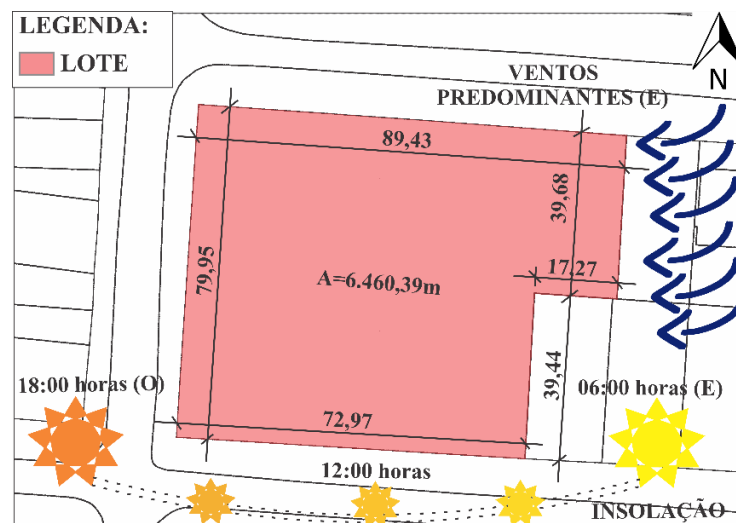 LEGENDA:
LOTE
N
VENTOS
PREDOMINANTES (E)
89,43
39,68
79,95
17,27
A=6.460,39m
39,44
18:00 horas (O)
06:00 horas (E)
72,97
12:00 horas
INSOLAÇÃO